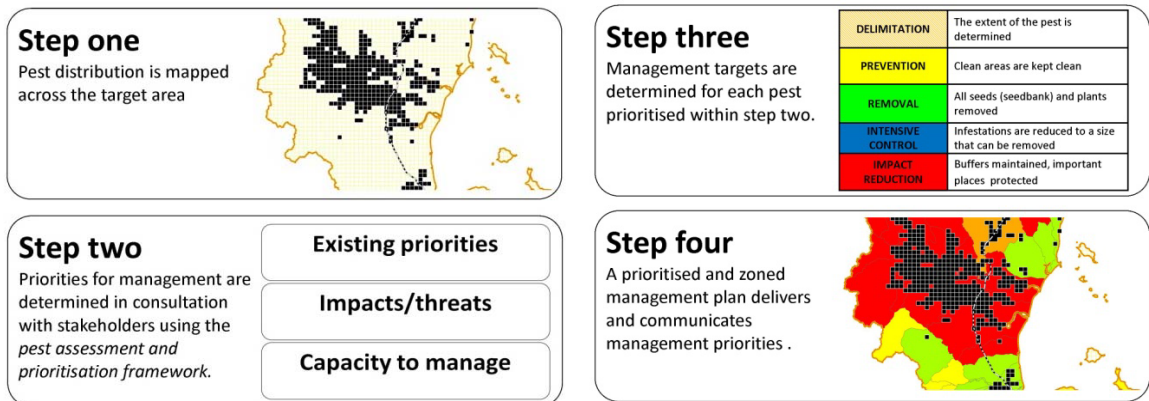 Step one
Pest distribution is mapped
across the target area
Step two
Priorities for management are
determined in consultation
with stakeholders using the
pest assessment and
prioritisation framework.
Existing priorities
Impacts/threats
Capacity to manage
Step three
Management targets are
determined for each pest
prioritised within step two.
DELIMITATION
The extent of the pest is
determined
PREVENTION
Clean areas are kept clean
REMOVAL
All seeds (seedbank) and plants
removed
INTENSIVE
CONTROL
Infestations are reduced to a size
that can be removed
IMPACT
REDUCTION
Buffers maintained, important
places protected
Step four
A prioritised and zoned
management plan delivers
and communicates
management priorities .